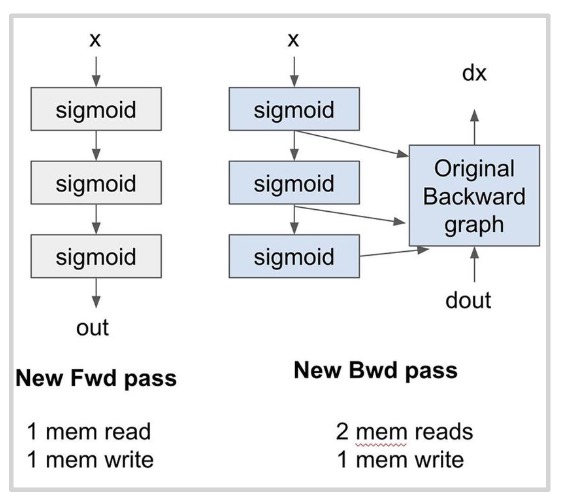 x
sigmoid
sigmoid
sigmoid
out
New Fwd pass
1 mem read
1 mem write
x
sigmoid
sigmoid
sigmoid
dx
Original
Backward
graph
dout
New Bwd pass
2 mem reads
1 mem write